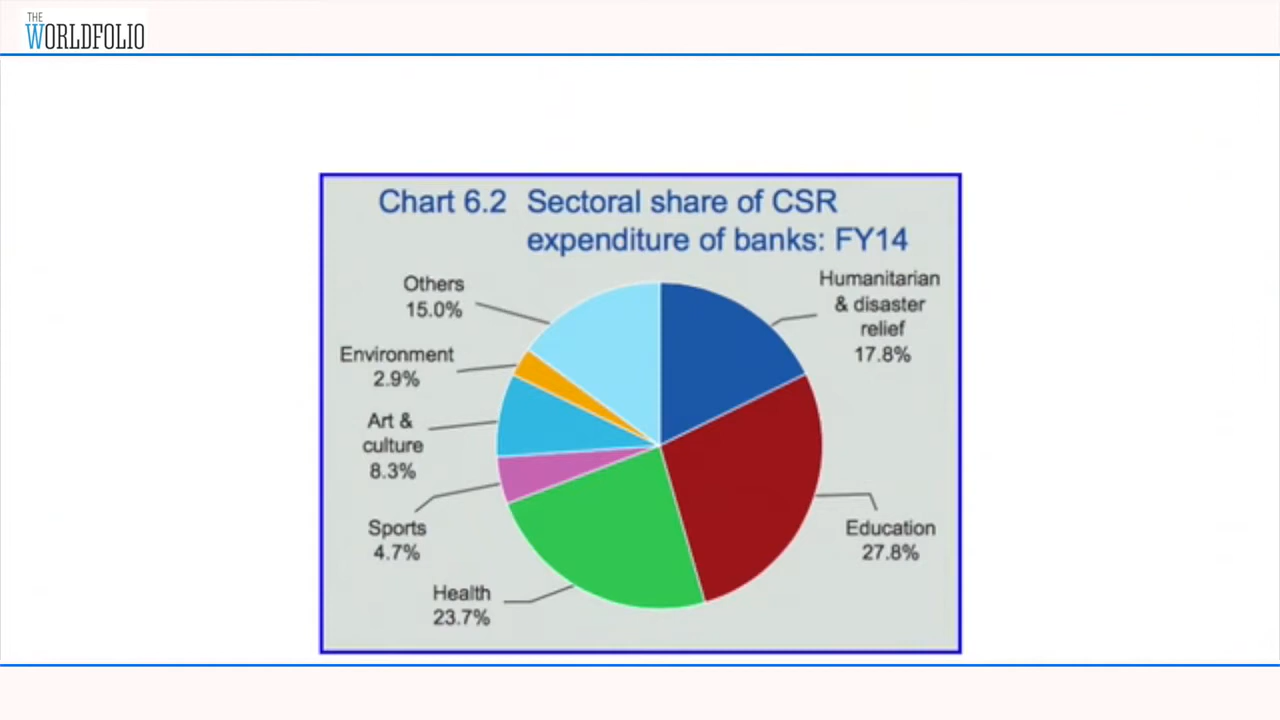 THE
WORLDFOLIO
Chart 6.2 Sectoral share of CSR
expenditure of banks: FY14
Others
15.0%
Humanitarian
& disaster
relief
17.8%
Environment
2.9%
Art &
culture
8.3%
Sports
4.7%
Education
27.8%
Health
23.7%